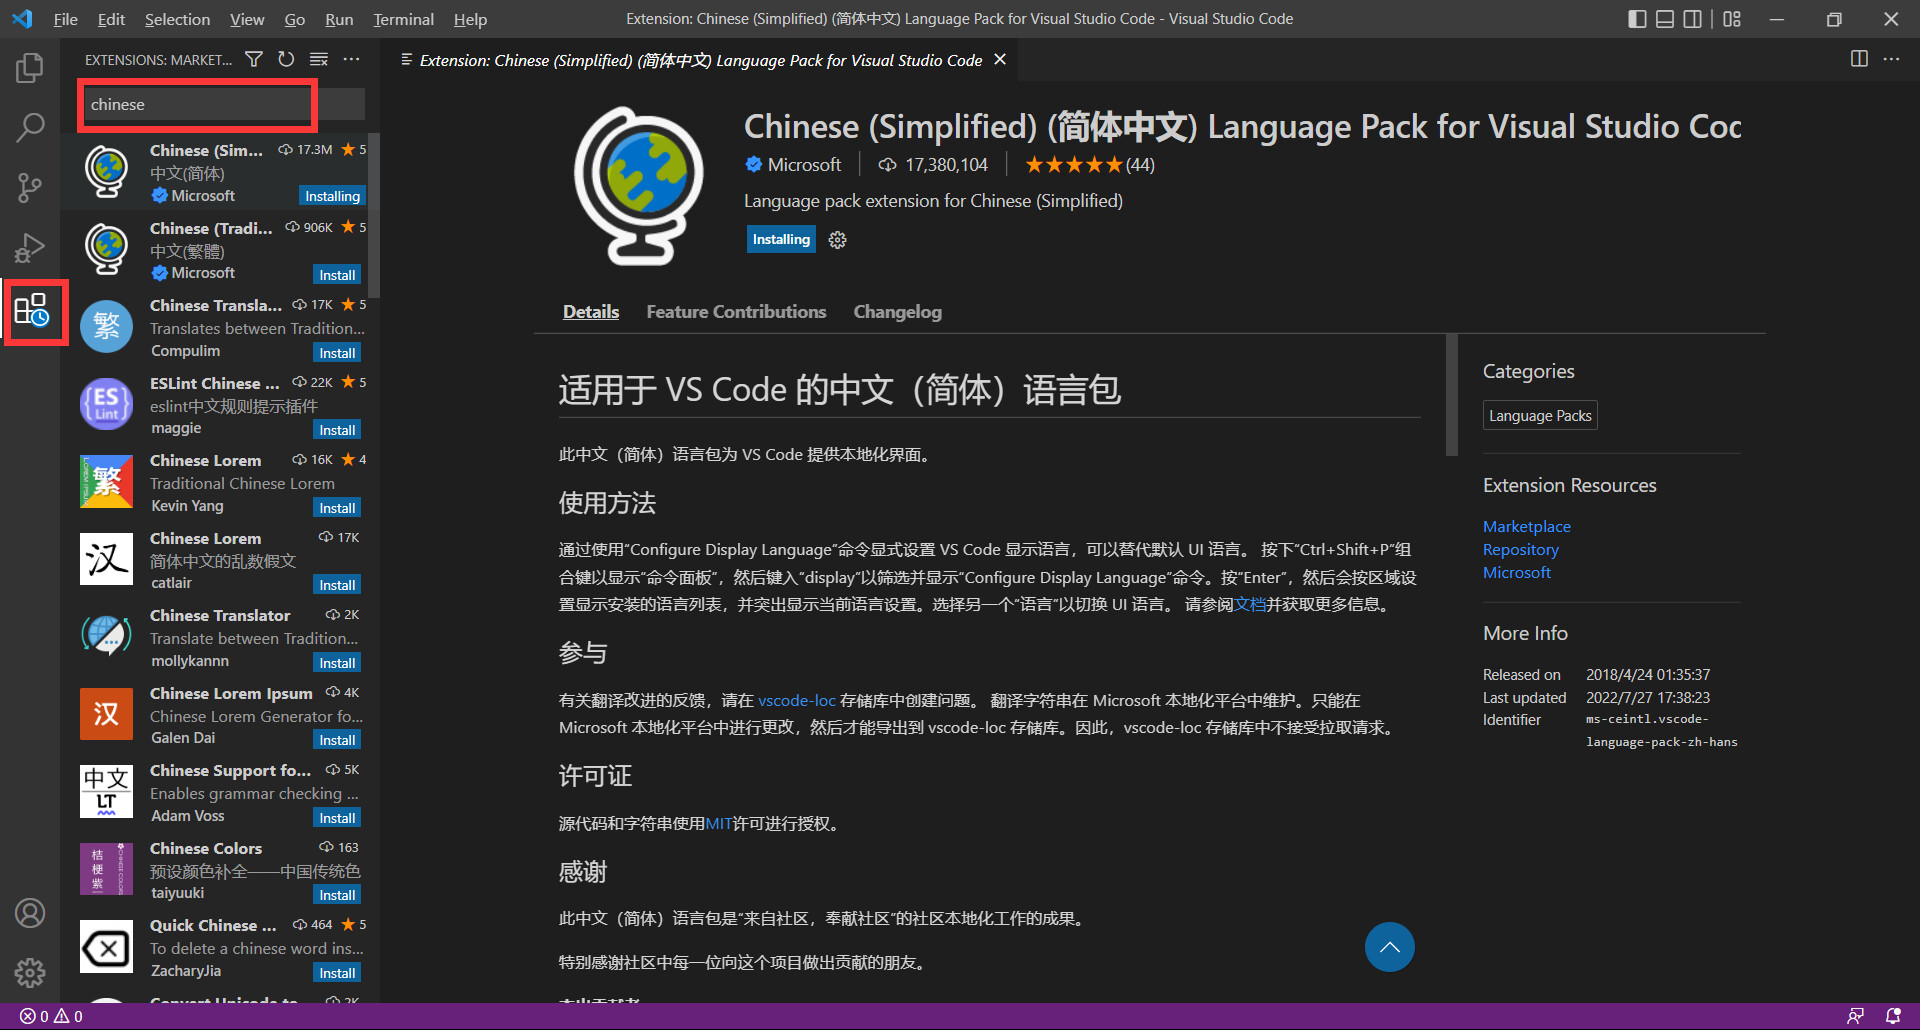 File Edit Selection View Go Run Terminal Help
Extension: Chinese (Simplified) (简体中文) Language Pack for Visual Studio Code - Visual Studio Code
EXTENSIONS: MARKET...
chinese
Chinese (Sim... 17.3M 5
中文(简体)
Microsoft Installing
Chinese (Tradi... 906K 5
中文(繁體)
Microsoft Install
繁
Chinese Transla... 17K 5
Translates between Tradition...
Compulim Install
{ES}
Lint
ESLint Chinese ... 22K 5
eslint中文规则提示插件
maggie Install
繁
Chinese Lorem 16K 4
Traditional Chinese Lorem
Kevin Yang Install
汉
Chinese Lorem 17K
简体中文的乱数假文
catlair Install
Chinese Translator 2K
Translate between Tradition...
mollykannn Install
汉
Chinese Lorem Ipsum 4K
Chinese Lorem Generator fo...
Galen Dai Install
中文
LT
Chinese Support fo... 5K
Enables grammar checking ...
Adam Voss Install
桔梗紫
Chinese Colors 163
预设颜色补全——中国传统色
taiyuuki Install
Quick Chinese ... 464 5
To delete a chinese word ins...
ZacharyJia Install
Convert Unicode to 2K
Extension: Chinese (Simplified) (简体中文) Language Pack for Visual Studio Code
Chinese (Simplified) (简体中文) Language Pack for Visual Studio Coc
Microsoft 17,380,104 (44)
Language pack extension for Chinese (Simplified)
Installing
Details Feature Contributions Changelog
适用于 VS Code 的中文（简体）语言包
此中文（简体）语言包为 VS Code 提供本地化界面。
使用方法
通过使用“Configure Display Language”命令显式设置 VS Code 显示语言，可以替代默认 UI 语言。 按下“Ctrl+Shift+P”组
合键以显示“命令面板”，然后键入“display”以筛选并显示“Configure Display Language”命令。按“Enter”，然后会按区域设
置显示安装的语言列表，并突出显示当前语言设置。选择另一个“语言”以切换 UI 语言。 请参阅文档并获取更多信息。
参与
有关翻译改进的反馈，请在 vscode-loc 存储库中创建问题。 翻译字符串在 Microsoft 本地化平台中维护。只能在
Microsoft 本地化平台中进行更改，然后才能导出到 vscode-loc 存储库。因此，vscode-loc 存储库中不接受拉取请求。
许可证
源代码和字符串使用MIT许可进行授权。
感谢
此中文（简体）语言包是“来自社区，奉献社区”的社区本地化工作的成果。
特别感谢社区中每一位向这个项目做出贡献的朋友。
Categories
Language Packs
Extension Resources
Marketplace
Repository
Microsoft
More Info
Released on 2018/4/24 01:35:37
Last updated 2022/7/27 17:38:23
Identifier ms-ceintl.vscode-
language-pack-zh-hans
0 0